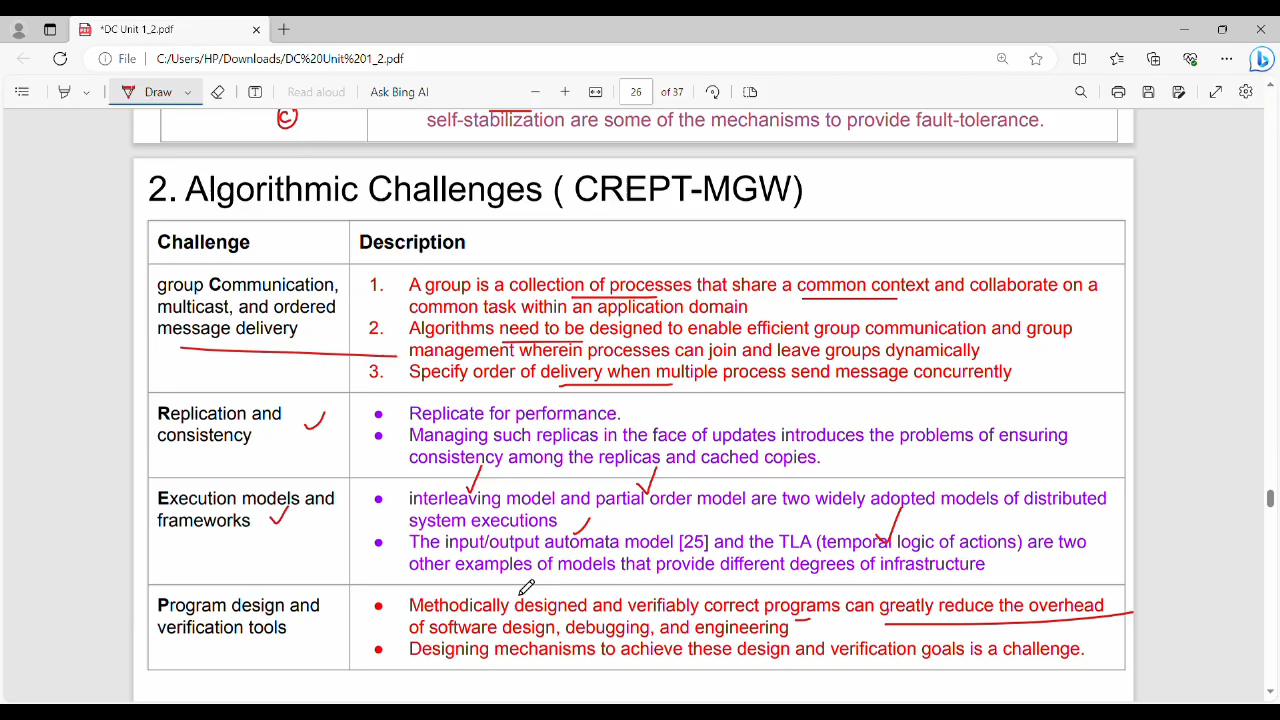 *DC Unit 1_2.pdf
File C:/Users/HP/Downloads/DC%20Unit%201_2.pdf
Draw Read aloud Ask Bing AI 26 of 37
C
self-stabilization are some of the mechanisms to provide fault-tolerance.
2. Algorithmic Challenges ( CREPT-MGW)
Challenge Description
group Communication,
multicast, and ordered
message delivery
1. A group is a collection of processes that share a common context and collaborate on a
common task within an application domain
2. Algorithms need to be designed to enable efficient group communication and group
management wherein processes can join and leave groups dynamically
3. Specify order of delivery when multiple process send message concurrently
Replication and
consistency
• Replicate for performance.
• Managing such replicas in the face of updates introduces the problems of ensuring
consistency among the replicas and cached copies.
Execution models and
frameworks
• interleaving model and partial order model are two widely adopted models of distributed
system executions
• The input/output automata model [25] and the TLA (temporal logic of actions) are two
other examples of models that provide different degrees of infrastructure
Program design and
verification tools
• Methodically designed and verifiably correct programs can greatly reduce the overhead
of software design, debugging, and engineering
• Designing mechanisms to achieve these design and verification goals is a challenge.